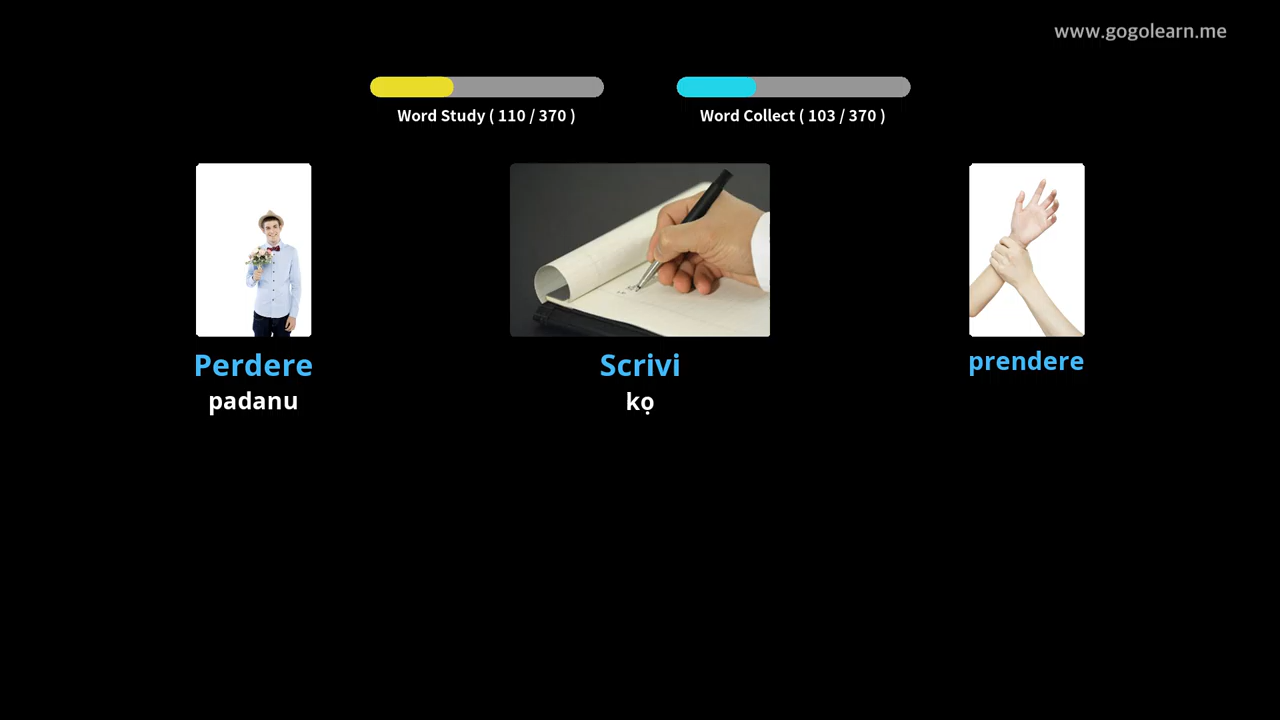 www.gogolearn.me
Word Study ( 110 / 370 )
Word Collect ( 103 / 370 )
Perdere
padanu
Scrivi
kọ
prendere